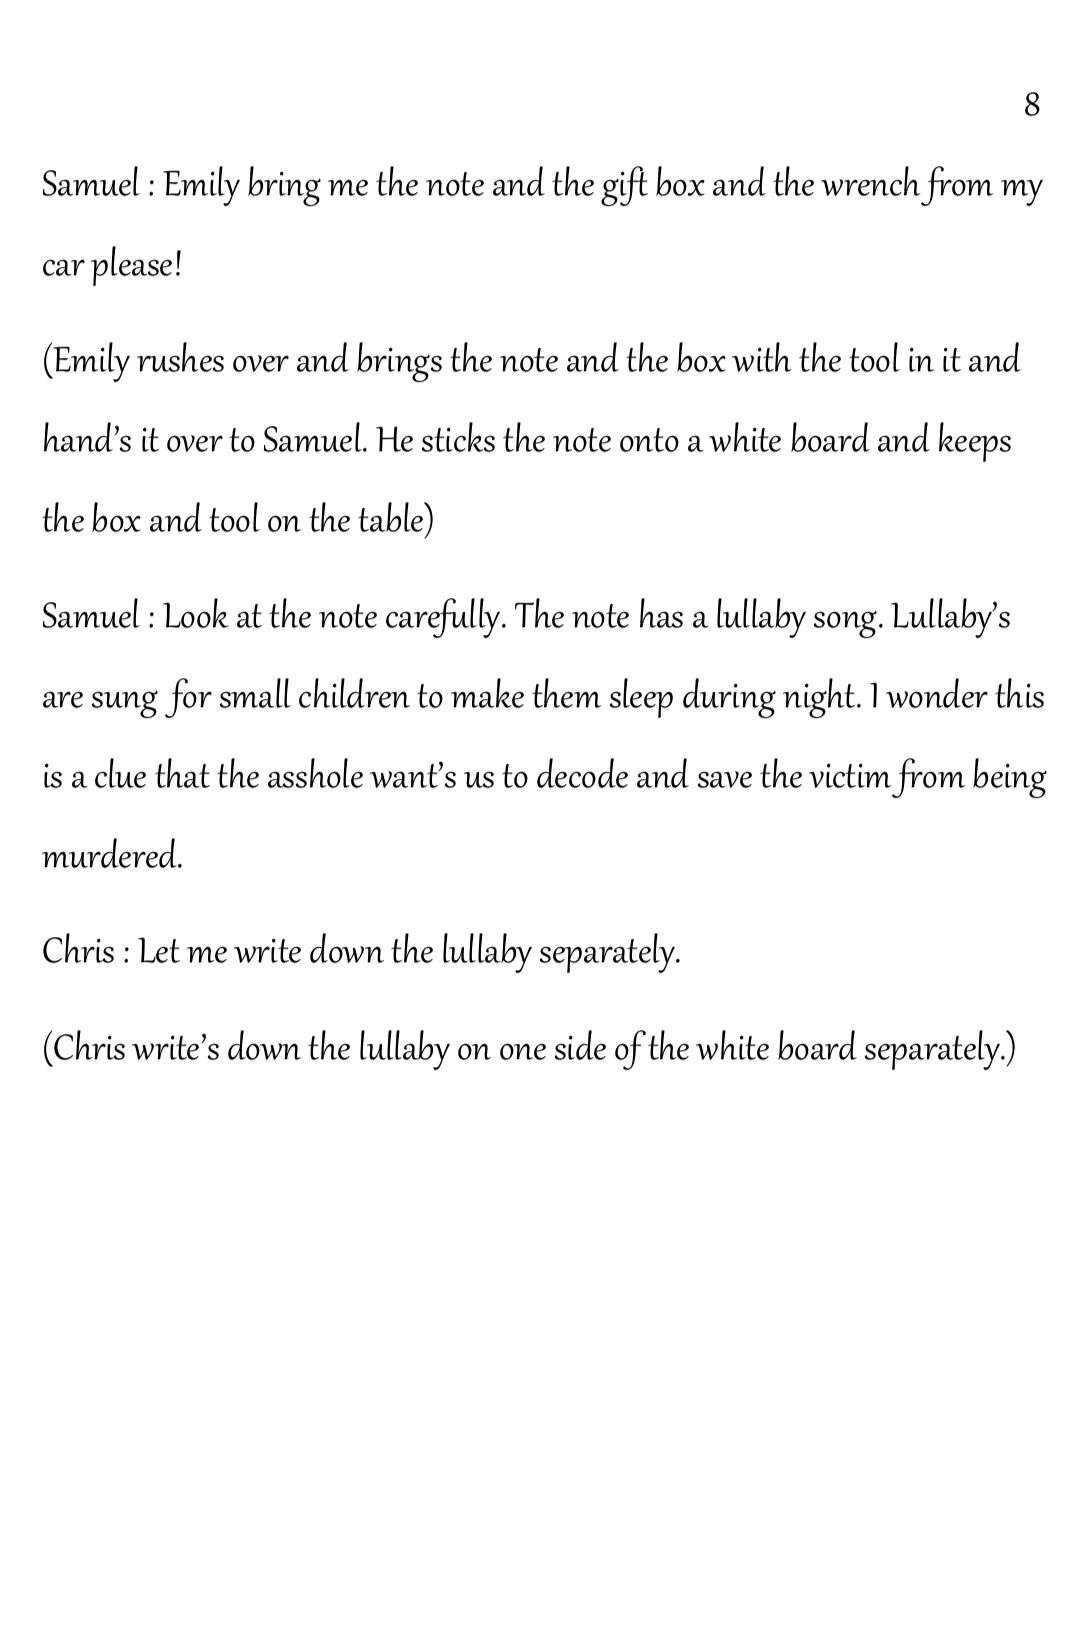 8
Samuel : Emily bring me the note and the gift box and the wrench from my
car please!
(Emily rushes over and brings the note and the box with the tool in it and
hand’s it over to Samuel. He sticks the note onto a white board and keeps
the box and tool on the table)
Samuel : Look at the note carefully. The note has a lullaby song. Lullaby’s
are sung for small children to make them sleep during night. I wonder this
is a clue that the asshole want’s us to decode and save the victim from being
murdered.
Chris : Let me write down the lullaby separately.
(Chris write’s down the lullaby on one side of the white board separately.)